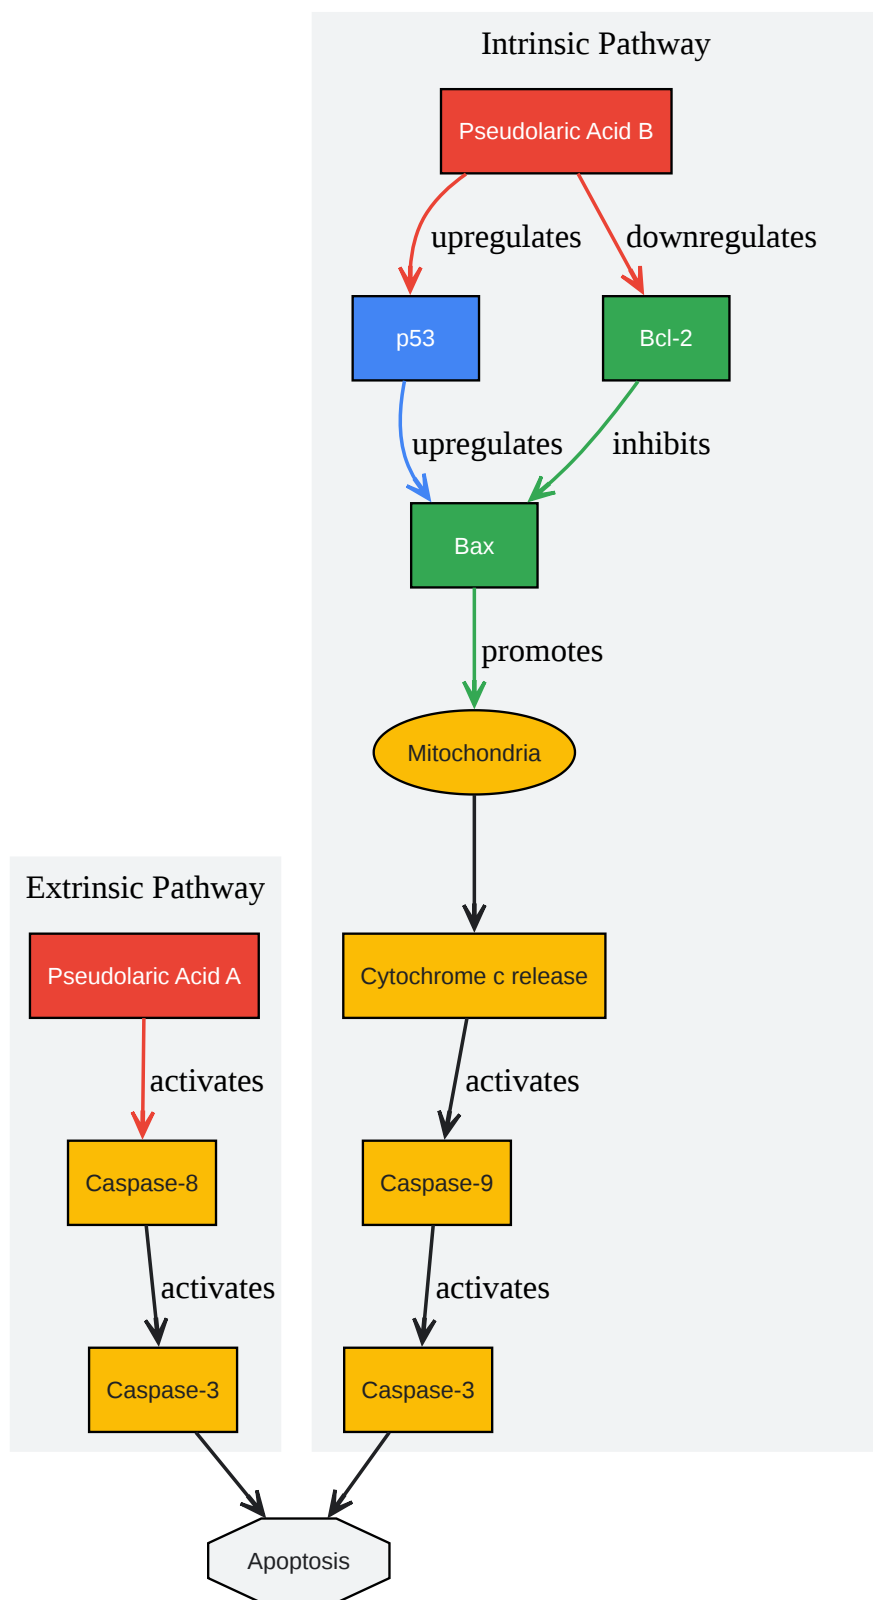 Intrinsic Pathway
Pseudolaric Acid B
upregulates
downregulates
p53
Bcl-2
upregulates
inhibits
Bax
promotes
Mitochondria
Cytochrome c release
activates
Caspase-9
activates
Caspase-3
Extrinsic Pathway
Pseudolaric Acid A
activates
Caspase-8
activates
Caspase-3
Apoptosis